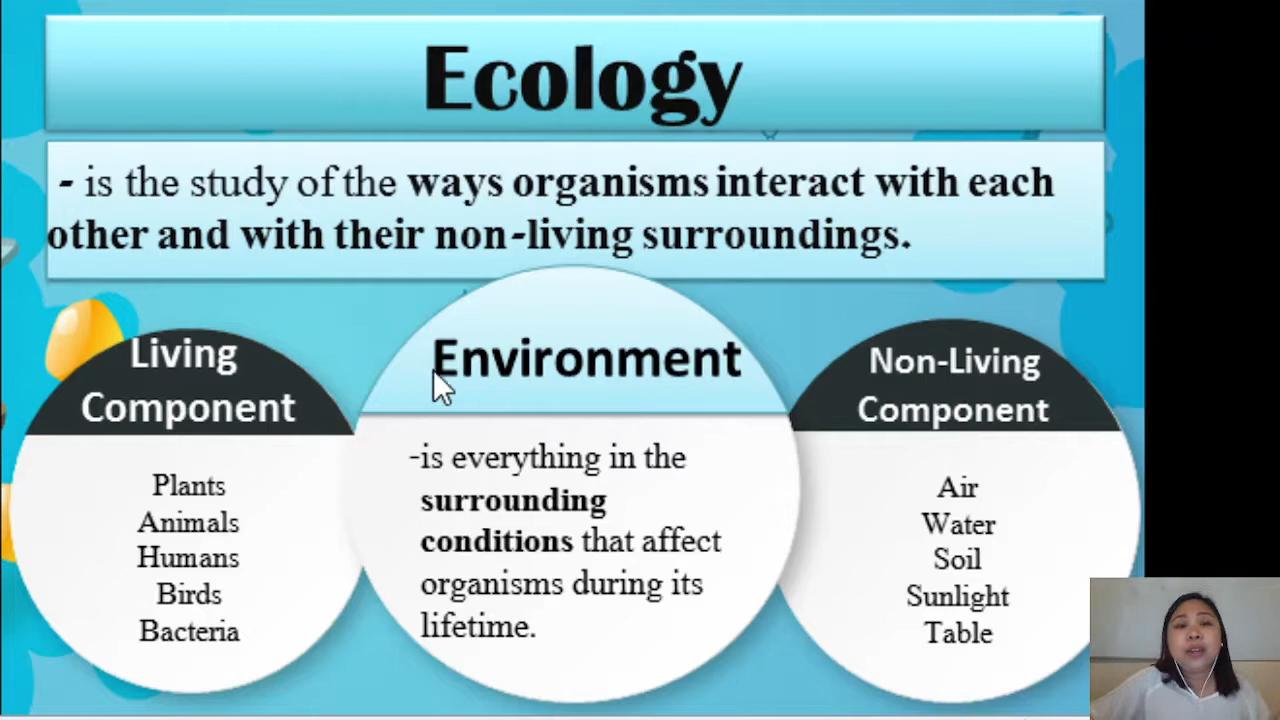 Ecology
- is the study of the ways organisms interact with each
other and with their non-living surroundings.
Living
Component
Plants
Animals
Humans
Birds
Bacteria
Environment
-is everything in the
surrounding
conditions that affect
organisms during its
lifetime.
Non-Living
Component
Air
Water
Soil
Sunlight
Table